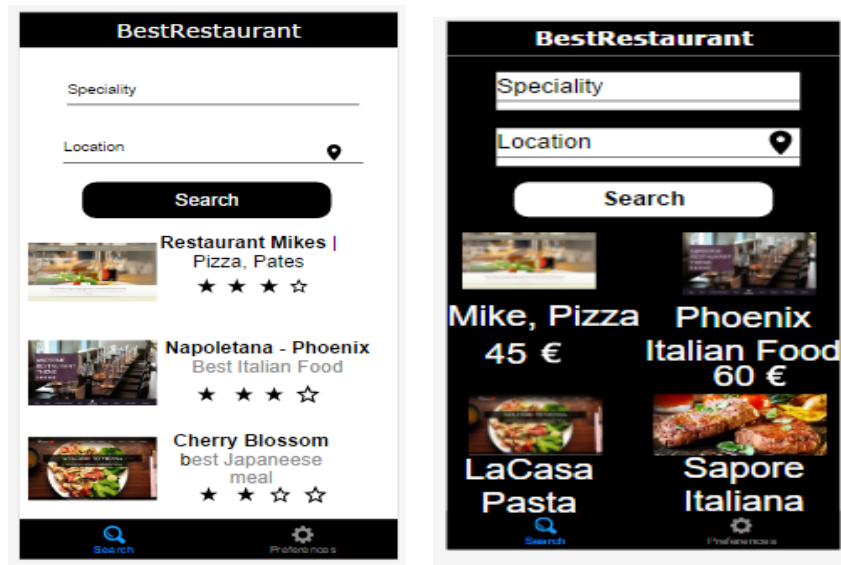 BestRestaurant
Speciality
Location
Search
Restaurant Mikes |
Pizza, Pates
Napoletana - Phoenix
Best Italian Food
Cherry Blossom
best Japaneese
meal
Search
Preferences
BestRestaurant
Speciality
Location
Search
Mike, Pizza
45 €
Phoenix
Italian Food
60 €
LaCasa
Pasta
Sapore
Italiana
Search
Preferences